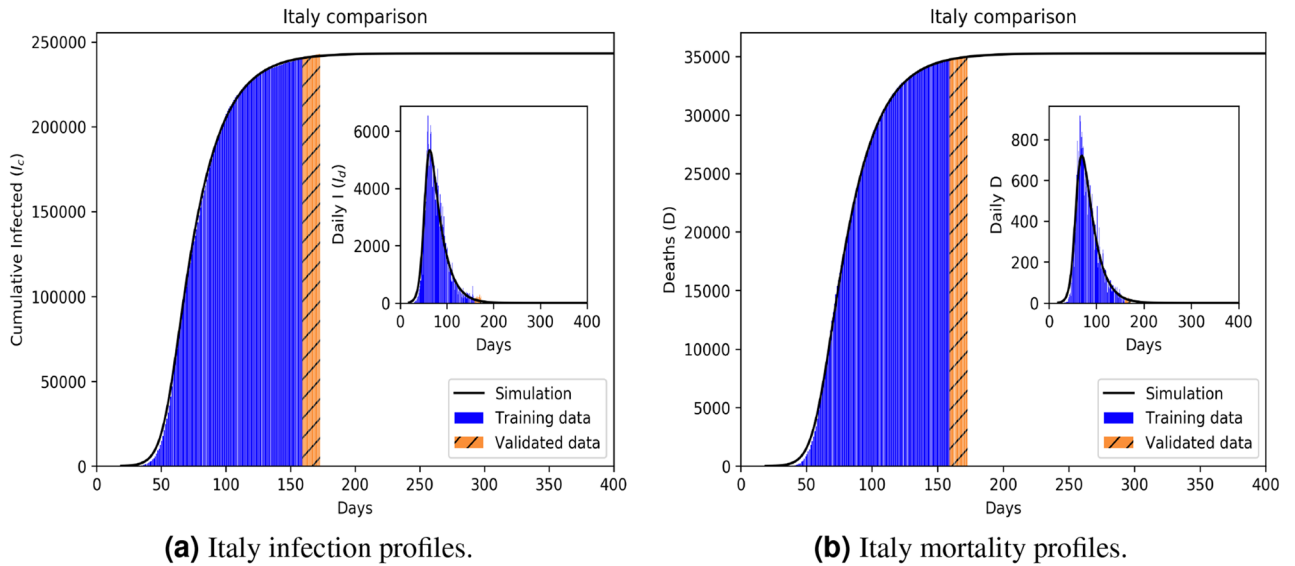 Italy comparison
250000
200000
150000
100000
50000
0
Cumulative Infected (I_c)
0 50 100 150 200 250 300 350 400
Days
6000
4000
2000
0
Daily I (I_d)
0 100 200 300 400
Days
Simulation
Training data
Validated data
(a) Italy infection profiles.
Italy comparison
35000
30000
25000
20000
15000
10000
5000
0
Deaths (D)
0 50 100 150 200 250 300 350 400
Days
800
600
400
200
0
Daily D
0 100 200 300 400
Days
Simulation
Training data
Validated data
(b) Italy mortality profiles.